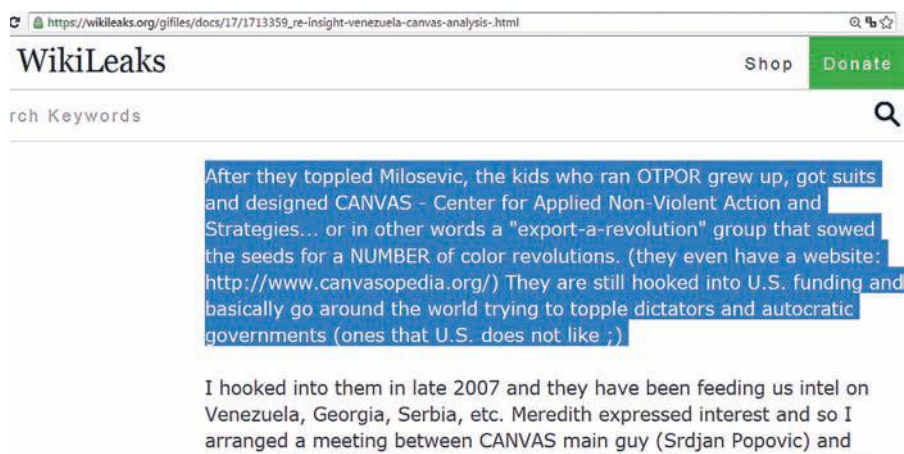 https://wikileaks.org/gifiles/docs/17/1713359_re-insight-venezuela-canvas-analysis-.html
WikiLeaks
Shop
Donate
rch Keywords
After they toppled Milosevic, the kids who ran OTPOR grew up, got suits
and designed CANVAS - Center for Applied Non-Violent Action and
Strategies... or in other words a "export-a-revolution" group that sowed
the seeds for a NUMBER of color revolutions. (they even have a website:
http://www.canvasopedia.org/) They are still hooked into U.S. funding and
basically go around the world trying to topple dictators and autocratic
governments (ones that U.S. does not like ;)
I hooked into them in late 2007 and they have been feeding us intel on
Venezuela, Georgia, Serbia, etc. Meredith expressed interest and so I
arranged a meeting between CANVAS main guy (Srdjan Popovic) and